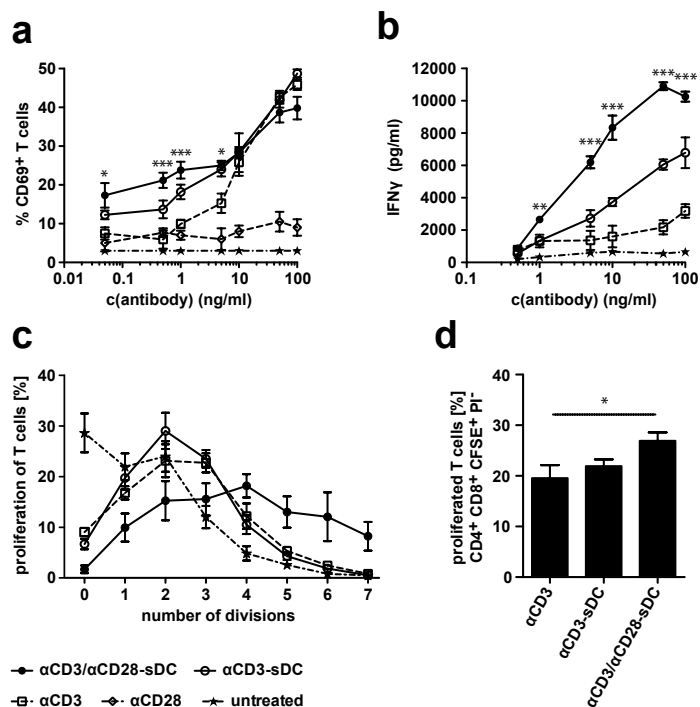 a
% CD69⁺ T cells
50
40
30
20
10
0
0.01 0.1 1 10 100
c(antibody) (ng/ml)
* *** *** *
b
IFNγ
(pg/ml)
12000
10000
8000
6000
4000
2000
0
0.1 1 10 100
c(antibody) (ng/ml)
** *** *** *** ***
c
proliferation of T cells [%]
40
30
20
10
0
0 1 2 3 4 5 6 7
number of divisions
d
proliferated T cells [%]
CD4⁺ CD8⁺ CFSE⁺ PI⁻
40
30
20
10
0
*
αCD3
αCD3-sDC
αCD3/αCD28-sDC
αCD3/αCD28-sDC αCD3-sDC
αCD3 αCD28 untreated